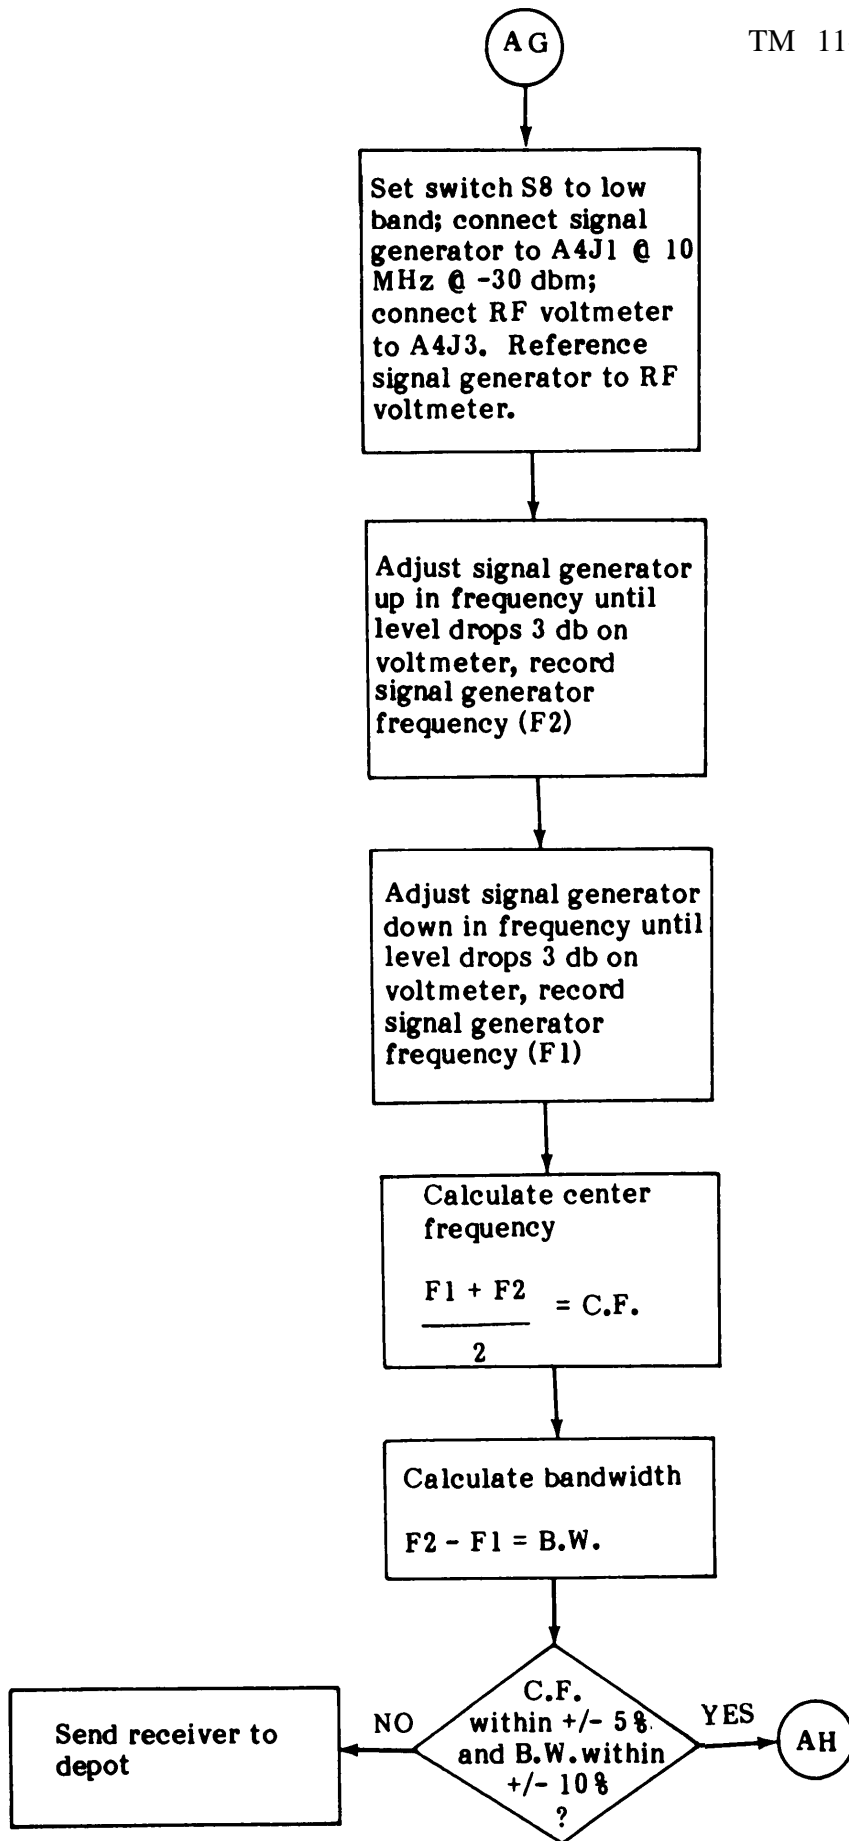 AG
TM 11
Set switch S8 to low
band; connect signal
generator to A4J1 @ 10
MHz @ -30 dbm;
connect RF voltmeter
to A4J3. Reference
signal generator to RF
voltmeter.
Adjust signal generator
up in frequency until
level drops 3 db on
voltmeter, record
signal generator
frequency (F2)
Adjust signal generator
down in frequency until
level drops 3 db on
voltmeter, record
signal generator
frequency (F1)
Calculate center
frequency
F1 + F2
= C.F.
2
Calculate bandwidth
F2 - F1 = B.W.
C.F.
within +/- 5%
and B.W. within
+/- 10%
?
NO
YES
Send receiver to
depot
AH